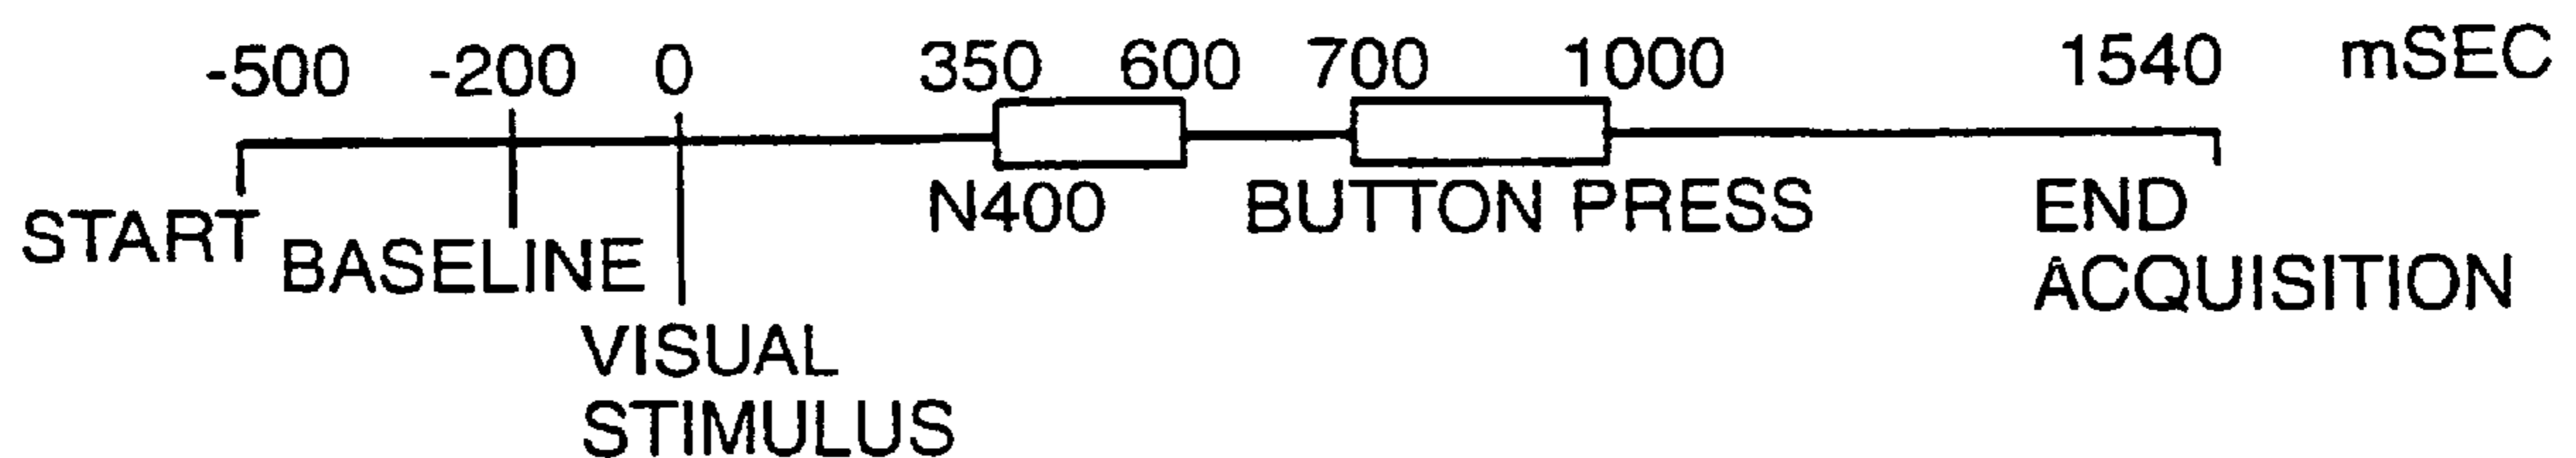 -500 -200 0 350 600 700 1000 1540 mSEC
START BASELINE N400 BUTTON PRESS END
ACQUISITION
VISUAL
STIMULUS